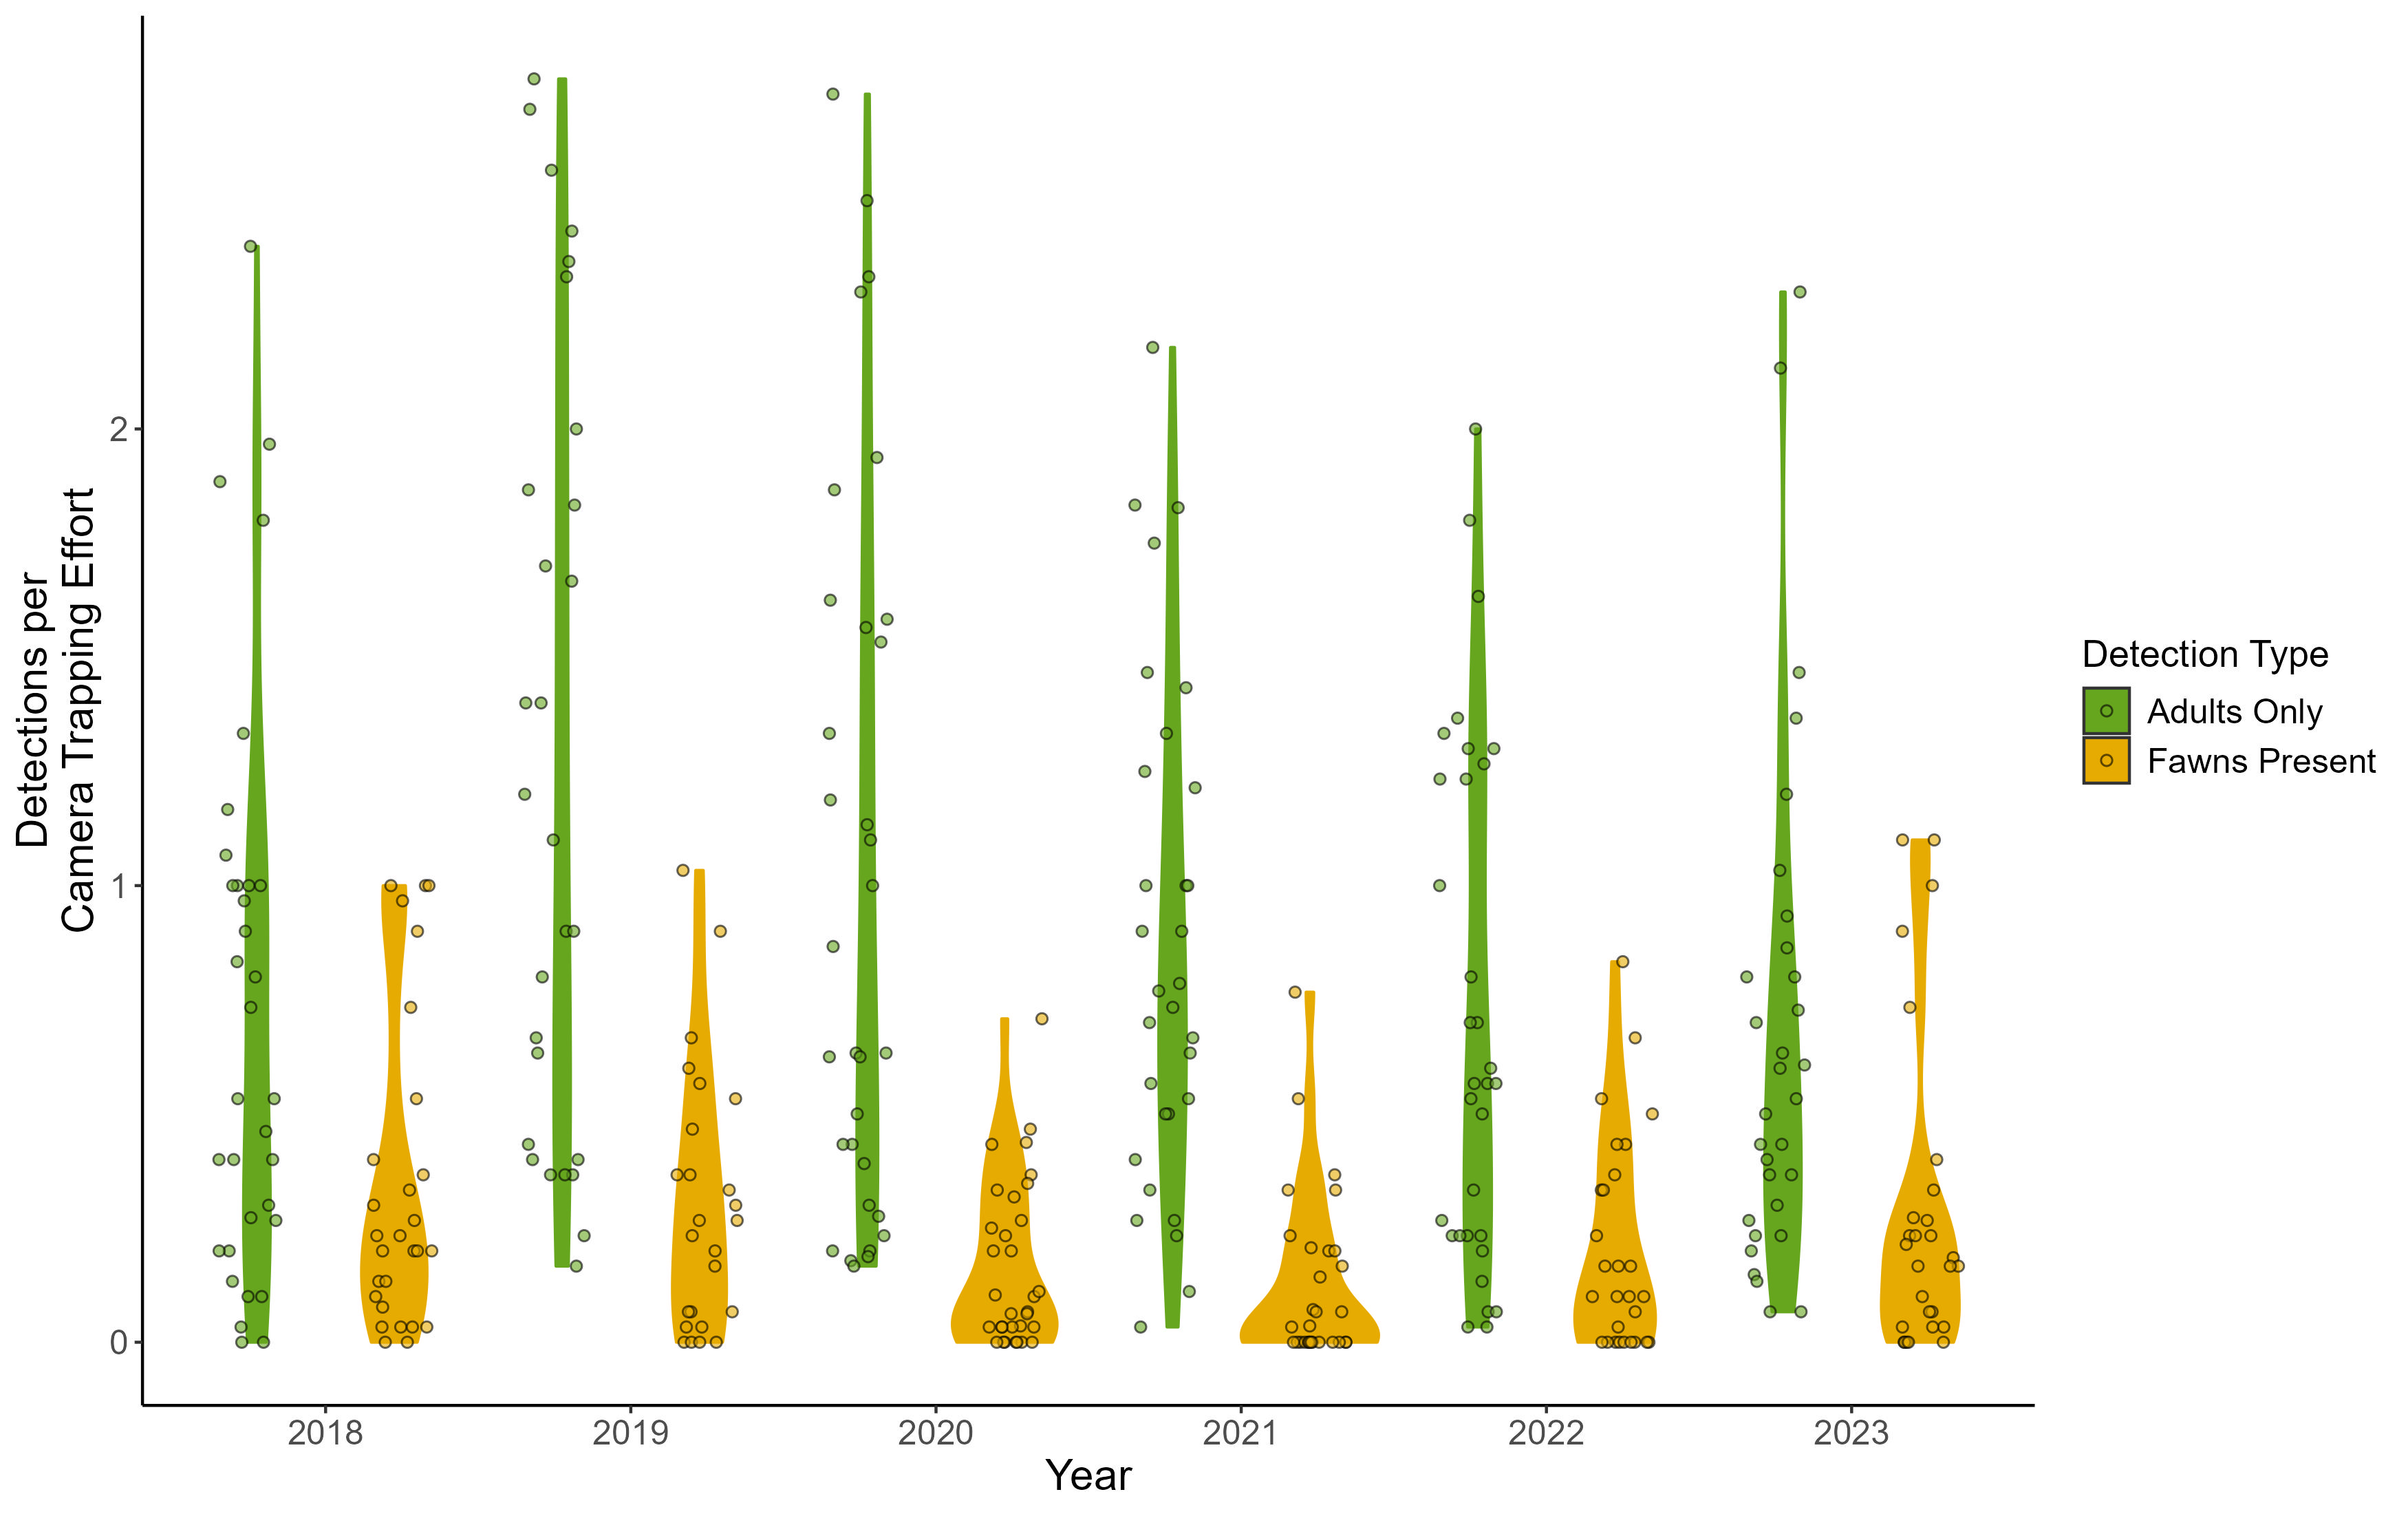 Detections per
Camera Trapping Effort
2
1
0
2018
2019
2020
2021
2022
2023
Year
Detection Type
Adults Only
Fawns Present